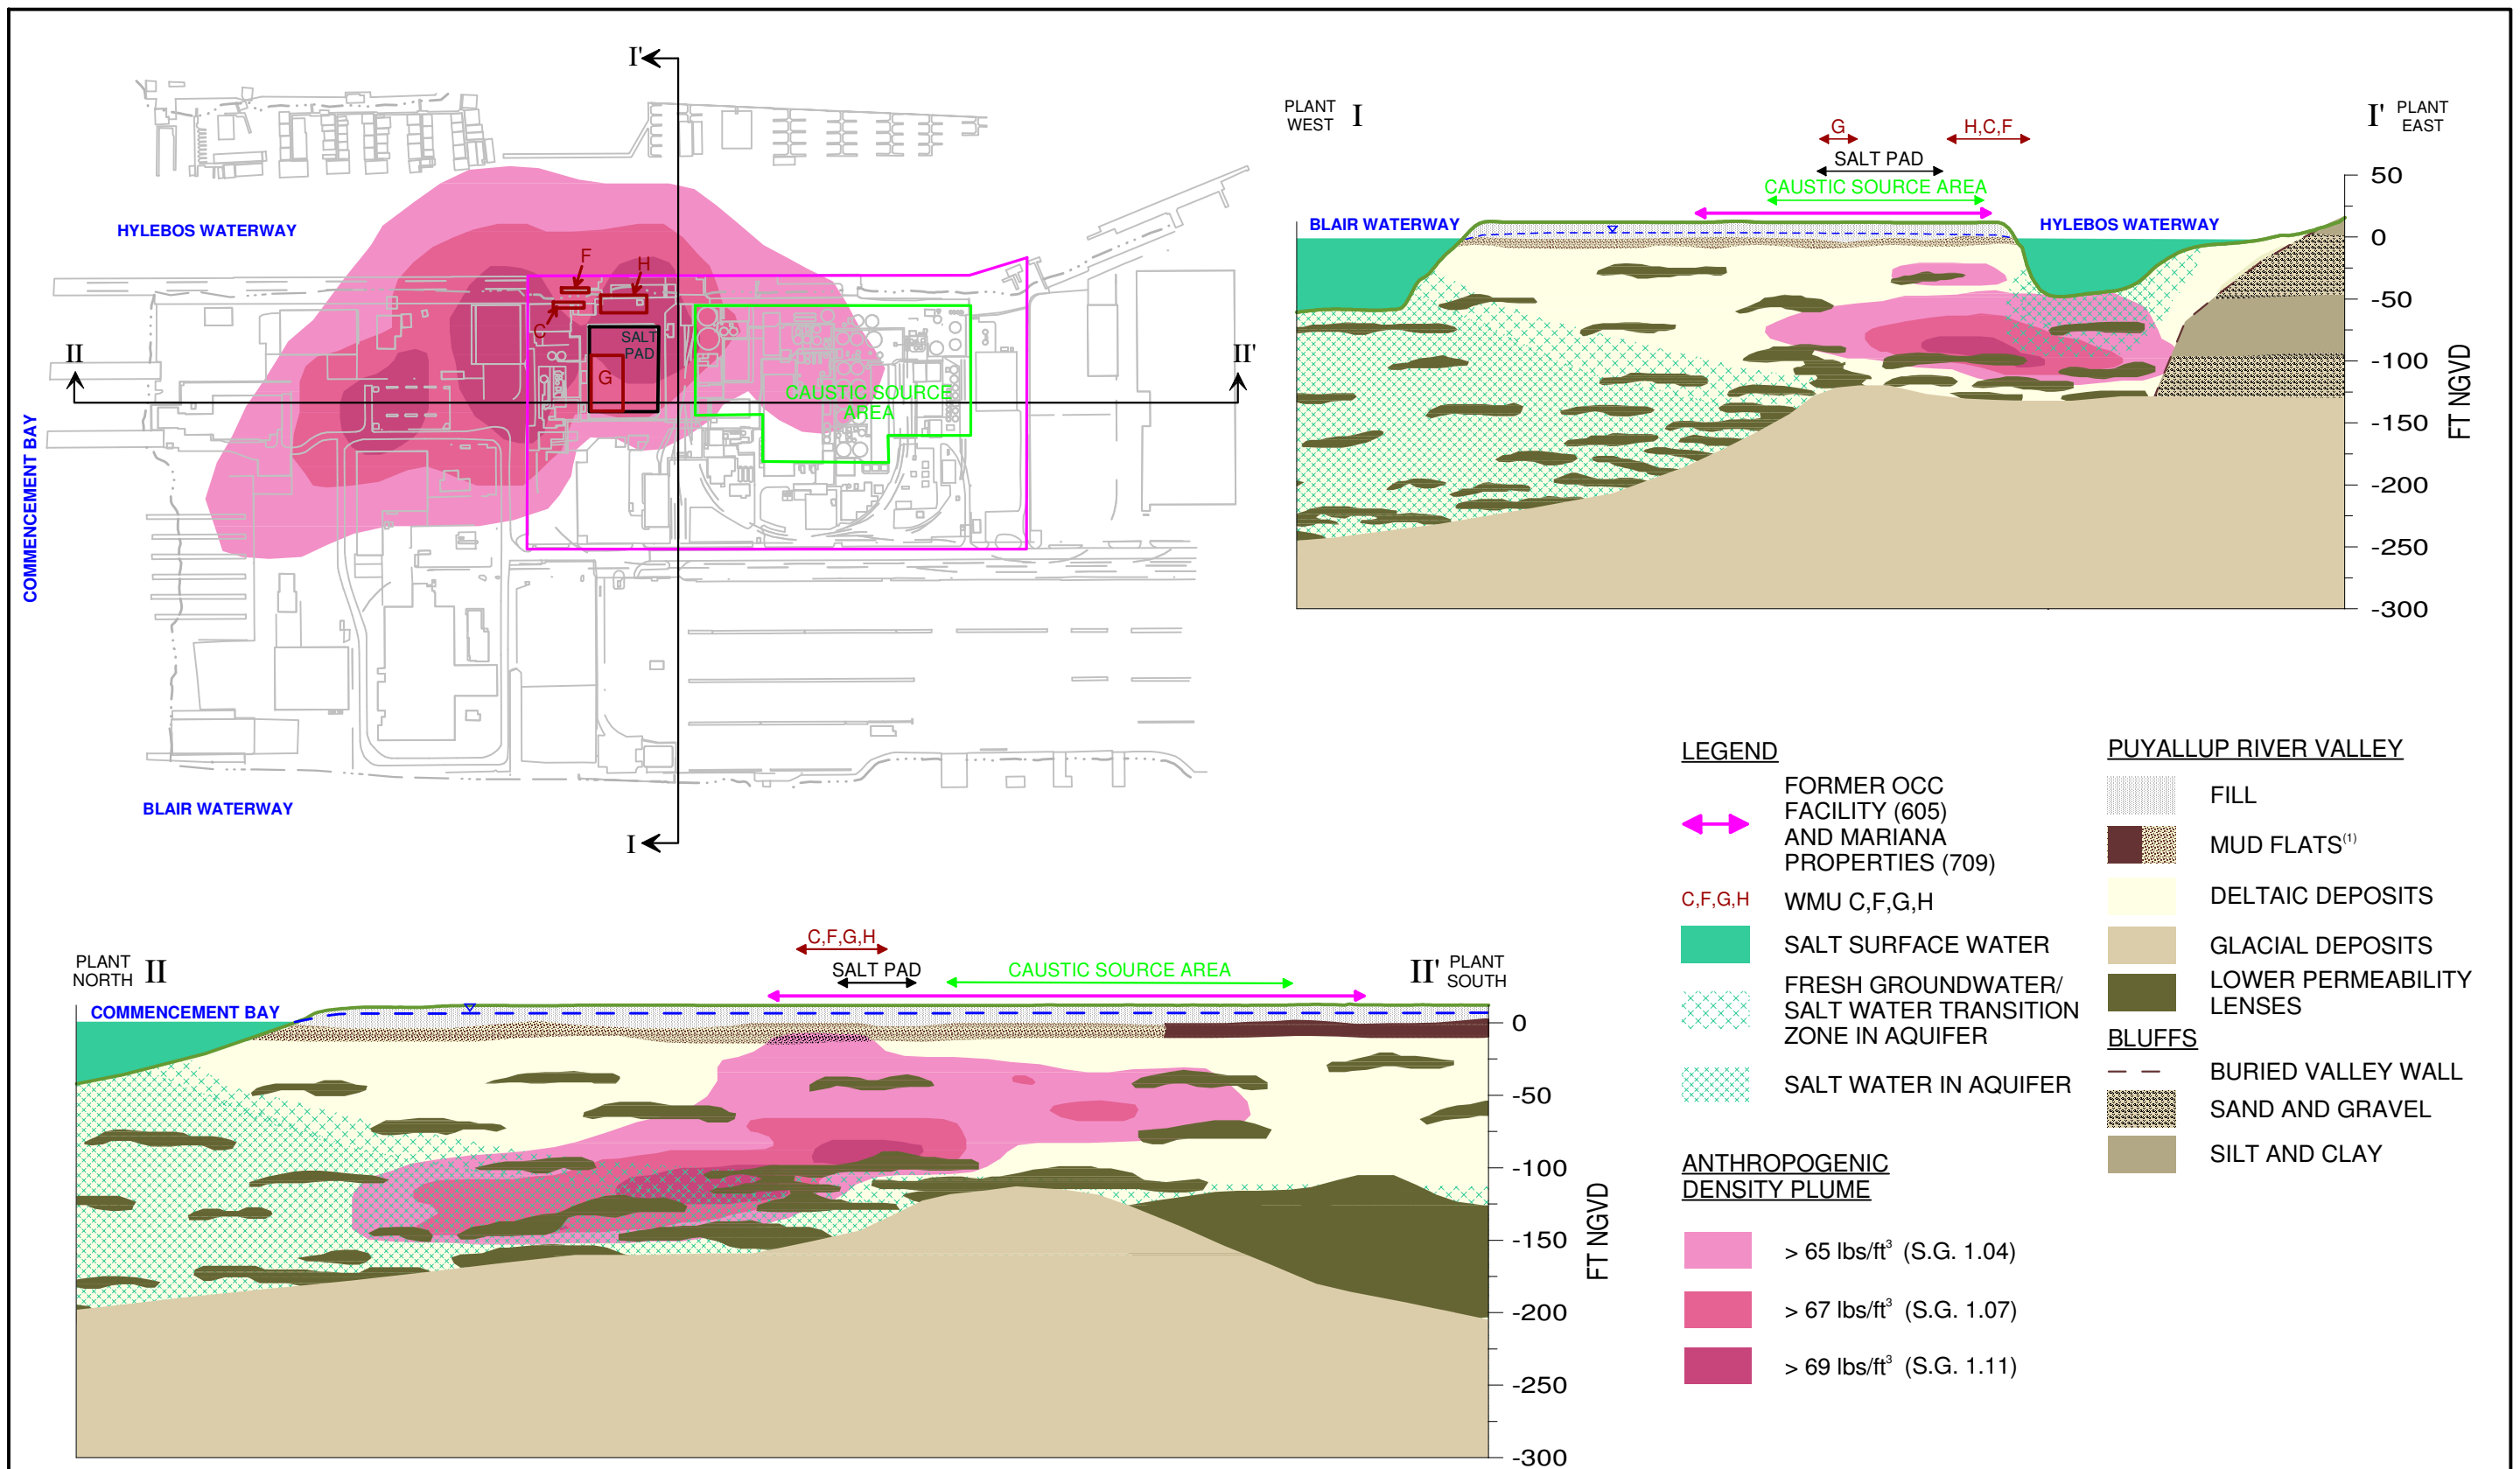 I'
HYLEBOS WATERWAY
F
H
C
SALT
PAD
G
II
II'
CAUSTIC SOURCE
AREA
COMMENCEMENT BAY
BLAIR WATERWAY
I
PLANT
WEST
I
I'
PLANT
EAST
G
H,C,F
SALT PAD
CAUSTIC SOURCE AREA
BLAIR WATERWAY
HYLEBOS WATERWAY
50
0
-50
-100
-150
-200
-250
-300
FT NGVD
PLANT
NORTH
II
II'
PLANT
SOUTH
C,F,G,H
SALT PAD
CAUSTIC SOURCE AREA
COMMENCEMENT BAY
0
-50
-100
-150
-200
-250
-300
FT NGVD
LEGEND
FORMER OCC
FACILITY (605)
AND MARIANA
PROPERTIES (709)
C,F,G,H WMU C,F,G,H
SALT SURFACE WATER
FRESH GROUNDWATER/
SALT WATER TRANSITION
ZONE IN AQUIFER
SALT WATER IN AQUIFER
ANTHROPOGENIC
DENSITY PLUME
> 65 lbs/ft³ (S.G. 1.04)
> 67 lbs/ft³ (S.G. 1.07)
> 69 lbs/ft³ (S.G. 1.11)
PUYALLUP RIVER VALLEY
FILL
MUD FLATS⁽¹⁾
DELTAIC DEPOSITS
GLACIAL DEPOSITS
LOWER PERMEABILITY
LENSES
BLUFFS
BURIED VALLEY WALL
SAND AND GRAVEL
SILT AND CLAY